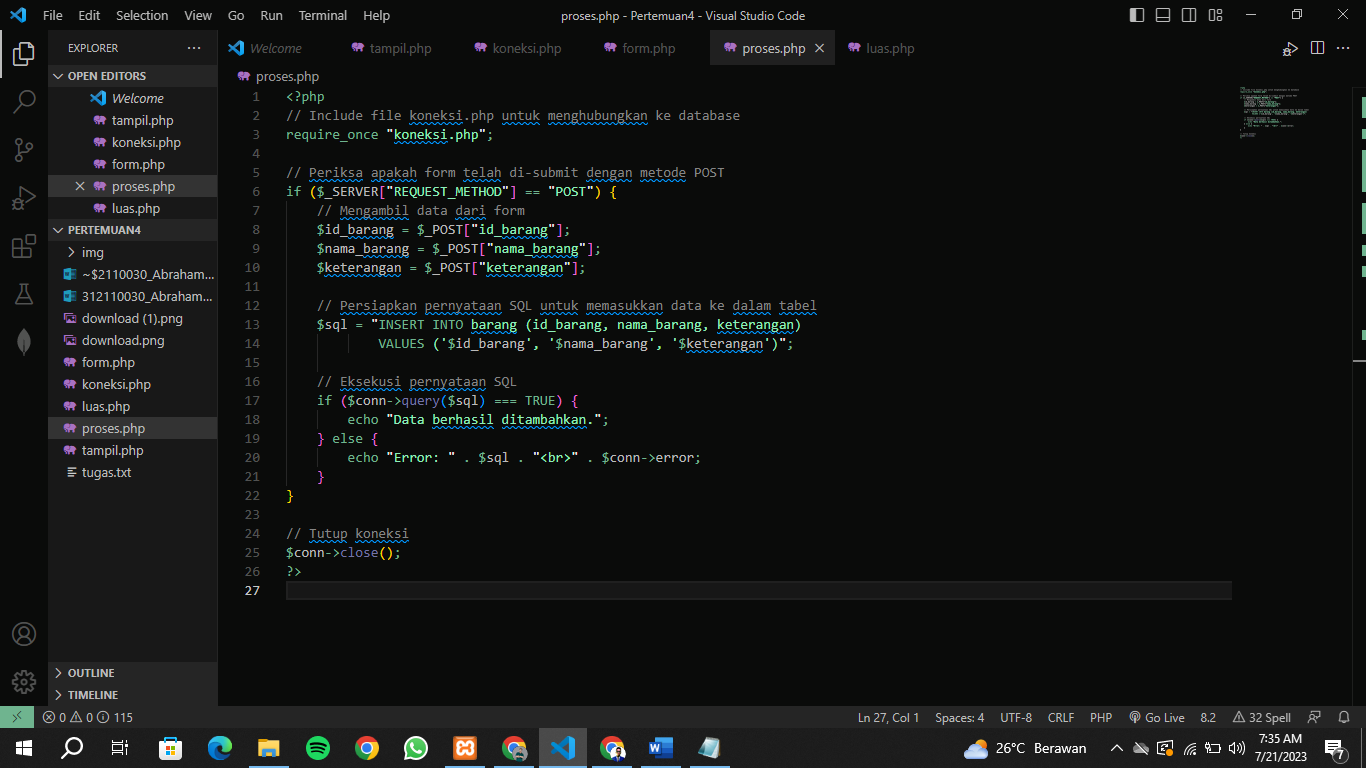 File Edit Selection View Go Run Terminal Help
proses.php - Pertemuan4 - Visual Studio Code
EXPLORER
OPEN EDITORS
Welcome
tampil.php
koneksi.php
form.php
proses.php
luas.php
PERTEMUAN4
img
~$2110030_Abraham...
312110030_Abraham...
download (1).png
download.png
form.php
koneksi.php
luas.php
proses.php
tampil.php
tugas.txt
OUTLINE
TIMELINE
Welcome tampil.php koneksi.php form.php proses.php luas.php
proses.php
1 <?php
2 // Include file koneksi.php untuk menghubungkan ke database
3 require_once "koneksi.php";
4
5 // Periksa apakah form telah di-submit dengan metode POST
6 if ($_SERVER["REQUEST_METHOD"] == "POST") {
7 // Mengambil data dari form
8 $id_barang = $_POST["id_barang"];
9 $nama_barang = $_POST["nama_barang"];
10 $keterangan = $_POST["keterangan"];
11
12 // Persiapkan pernyataan SQL untuk memasukkan data ke dalam tabel
13 $sql = "INSERT INTO barang (id_barang, nama_barang, keterangan)
14 VALUES ('$id_barang', '$nama_barang', '$keterangan')";
15
16 // Eksekusi pernyataan SQL
17 if ($conn->query($sql) === TRUE) {
18 echo "Data berhasil ditambahkan.";
19 } else {
20 echo "Error: " . $sql . "<br>" . $conn->error;
21 }
22 }
23
24 // Tutup koneksi
25 $conn->close();
26 ?>
27
0 0 115
Ln 27, Col 1 Spaces: 4 UTF-8 CRLF PHP Go Live 8.2 32 Spell
26°C Berawan
7:35 AM
7/21/2023
7